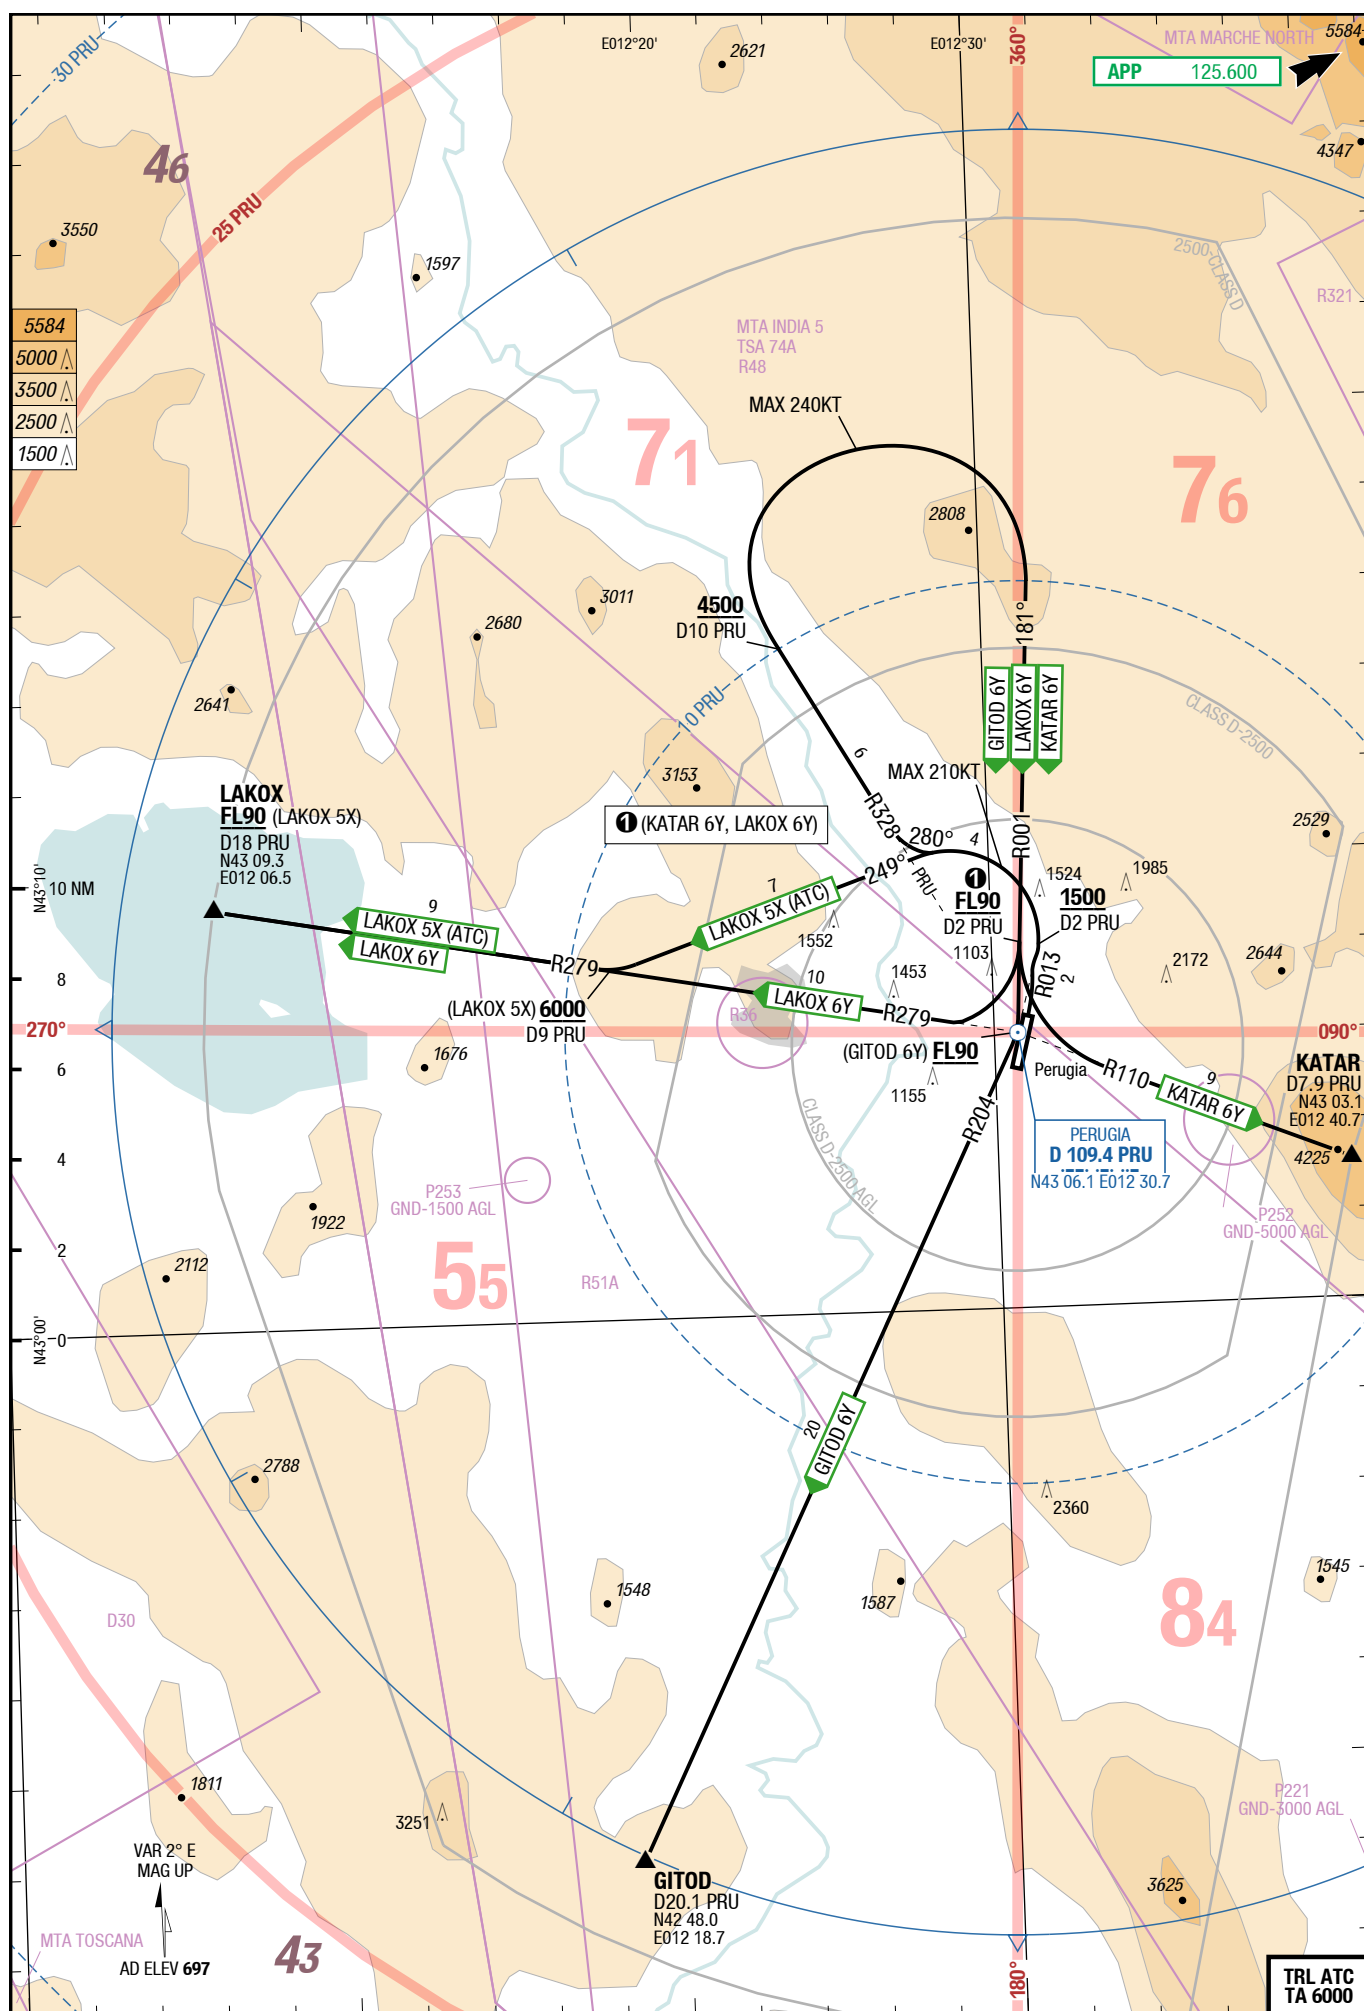 E012°20'
E012°30'
360°
MTA MARCHE NORTH
5584
APP 125.600
30 PRU
2621
4347
46
25 PRU
3550
1597
2500-CLASS D
R321
5584
5000
3500
2500
1500
MTA INDIA 5
TSA 74A
R48
MAX 240KT
71
76
2808
3011
2680
4500
D10 PRU
181°
2641
10 PRU
GITOD 6Y
LAKOX 6Y
KATAR 6Y
CLASS D-2500
6
3153
MAX 210KT
LAKOX
FL90 (LAKOX 5X)
D18 PRU
N43 09.3
E012 06.5
1 (KATAR 6Y, LAKOX 6Y)
R328
280°
4
R001
2529
N43°10'
10 NM
249°
PRU
1
FL90
D2 PRU
1524
1985
1500
D2 PRU
7
LAKOX 5X (ATC)
9
LAKOX 5X (ATC)
LAKOX 6Y
1552
1103
R013
2
2172
2644
R279
10
LAKOX 6Y
1453
8
(LAKOX 5X) 6000
D9 PRU
R36
R279
270°
090°
(GITOD 6Y) FL90
1676
6
1155
Perugia
R110
9
KATAR 6Y
KATAR
D7.9 PRU
N43 03.1
E012 40.7
R204
PERUGIA
D 109.4 PRU
N43 06.1 E012 30.7
4225
4
CLASS D-2500 AGL
P253
GND-1500 AGL
P252
GND-5000 AGL
1922
2
2112
55
R51A
N43°00'
0
20
GITOD 6Y
2788
2360
1548
1587
1545
D30
84
1811
3251
P221
GND-3000 AGL
VAR 2° E
MAG UP
GITOD
D20.1 PRU
N42 48.0
E012 18.7
3625
MTA TOSCANA
AD ELEV 697
43
180°
TRL ATC
TA 6000